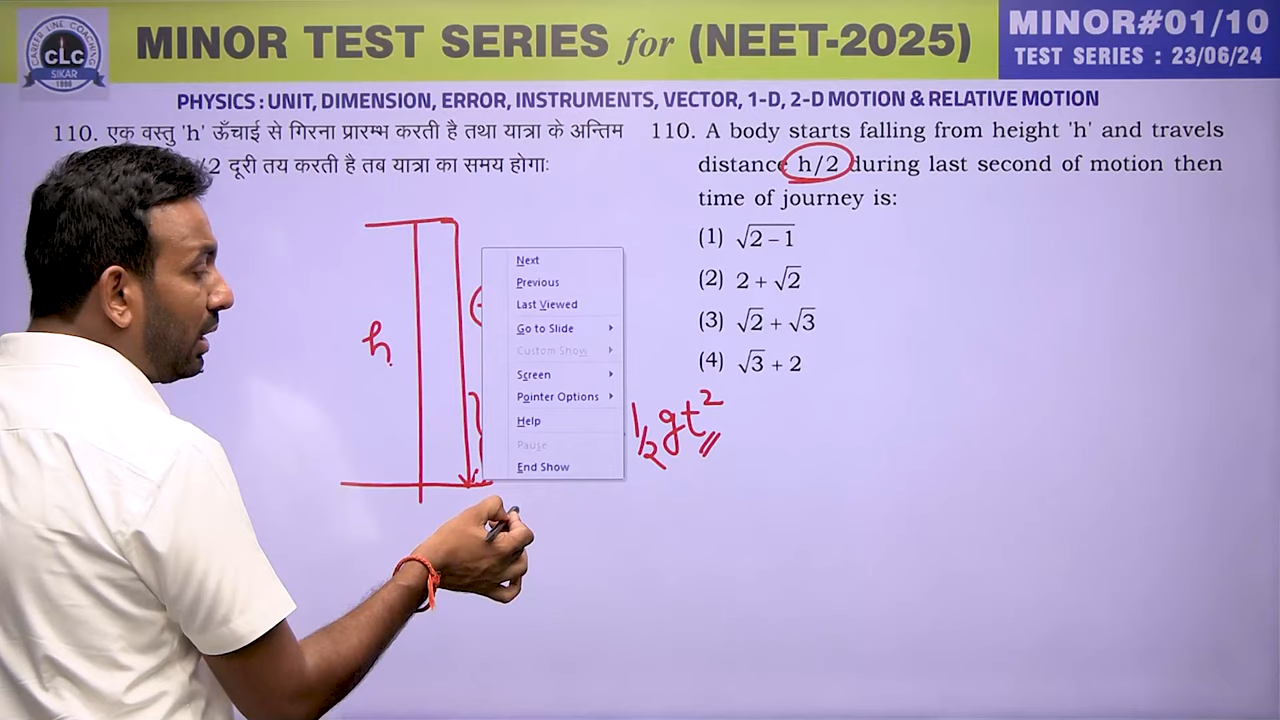 CAREER LINE COACHING
CLC
SIKAR
1996
MINOR TEST SERIES for (NEET-2025)
MINOR#01/10
TEST SERIES : 23/06/24
PHYSICS : UNIT, DIMENSION, ERROR, INSTRUMENTS, VECTOR, 1-D, 2-D MOTION & RELATIVE MOTION
110. एक वस्तु 'h' ऊँचाई से गिरना प्रारम्भ करती है तथा यात्रा के अन्तिम
/2 दूरी तय करती है तब यात्रा का समय होगाः
110. A body starts falling from height 'h' and travels
distance h/2 during last second of motion then
time of journey is:
(1) √2 − 1
(2) 2 + √2
(3) √2 + √3
(4) √3 + 2
h
½gt²
Next
Previous
Last Viewed
Go to Slide
Custom Show
Screen
Pointer Options
Help
Pause
End Show